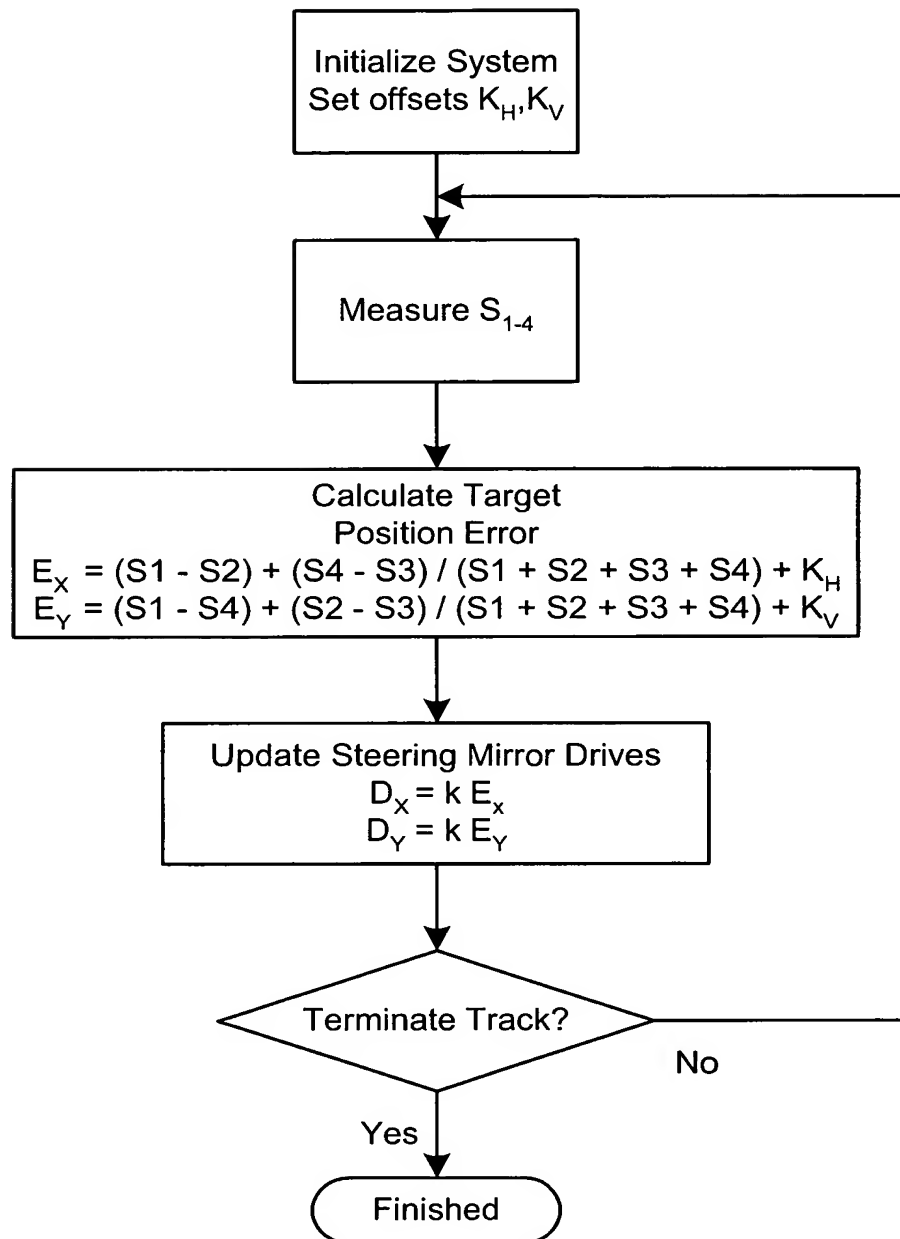 Initialize System
Set offsets K_H,K_V
Measure S_1-4
Calculate Target
Position Error
E_X = (S1 - S2) + (S4 - S3) / (S1 + S2 + S3 + S4) + K_H
E_Y = (S1 - S4) + (S2 - S3) / (S1 + S2 + S3 + S4) + K_V
Update Steering Mirror Drives
D_X = k E_x
D_Y = k E_Y
Terminate Track?
No
Yes
Finished